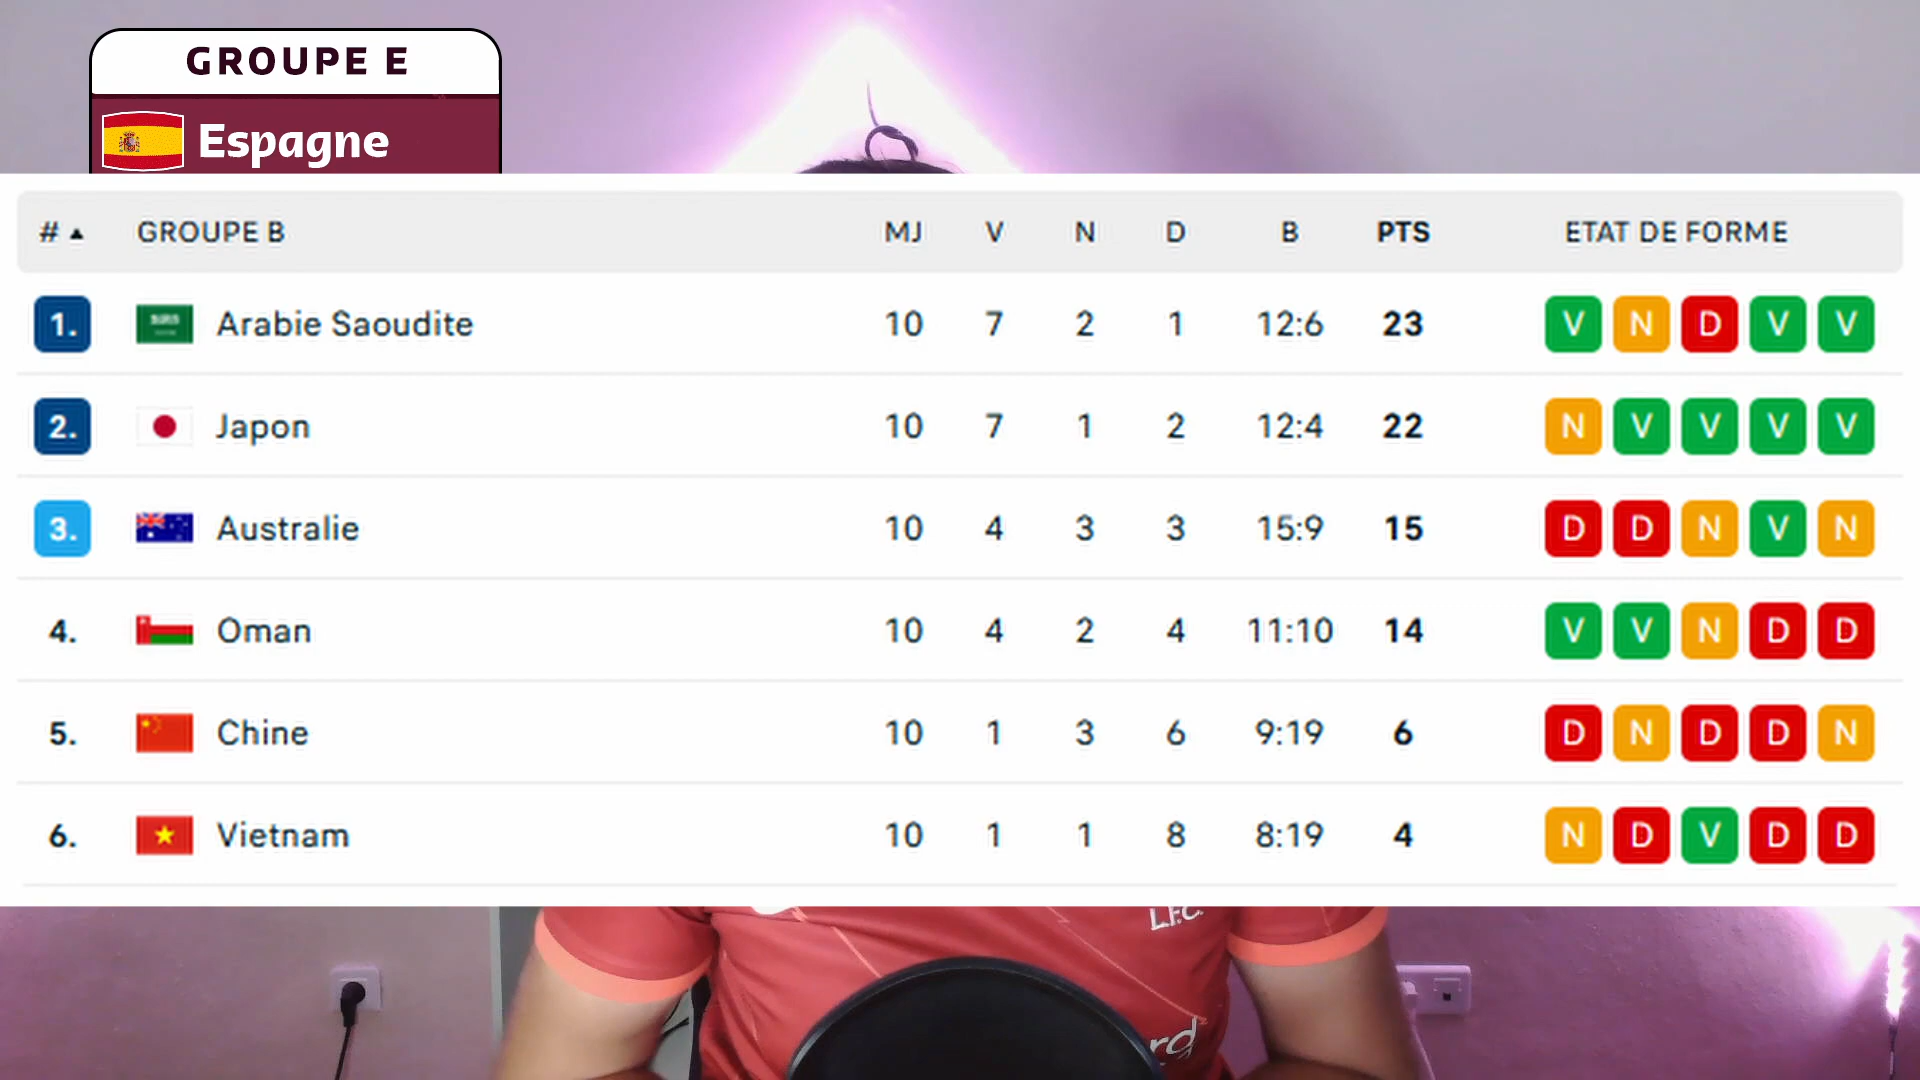 GROUPE E
Espagne
# ▲ GROUPE B MJ V N D B PTS ETAT DE FORME
1. Arabie Saoudite 10 7 2 1 12:6 23 V N D V V
2. Japon 10 7 1 2 12:4 22 N V V V V
3. Australie 10 4 3 3 15:9 15 D D N V N
4. Oman 10 4 2 4 11:10 14 V V N D D
5. Chine 10 1 3 6 9:19 6 D N D D N
6. Vietnam 10 1 1 8 8:19 4 N D V D D
L.F.C.
rd